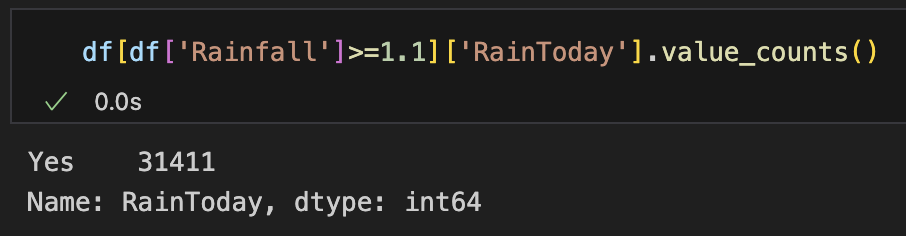 df[df['Rainfall']>=1.1]['RainToday'].value_counts()
✓ 0.0s
Yes    31411
Name: RainToday, dtype: int64